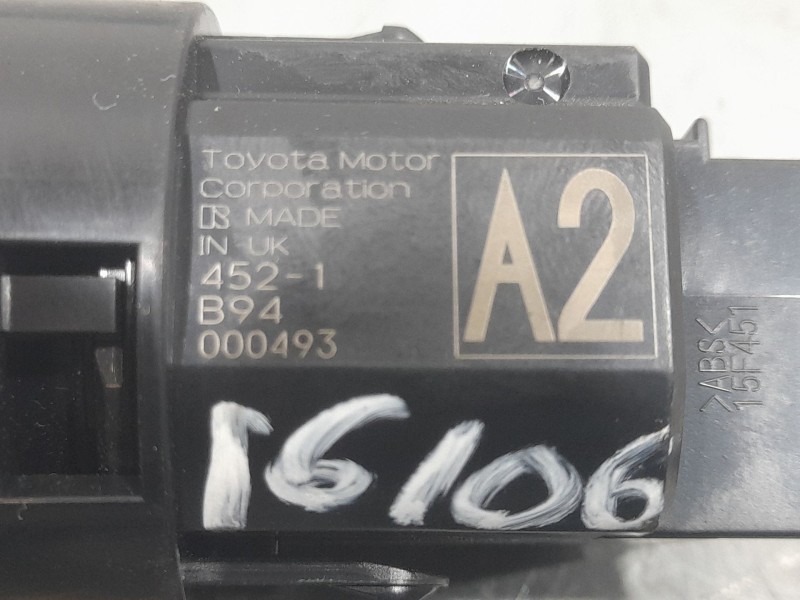 Toyota Motor
Corporation
MADE
IN UK
452-1
B94
000493
A2
>ABS<
15F451
16106